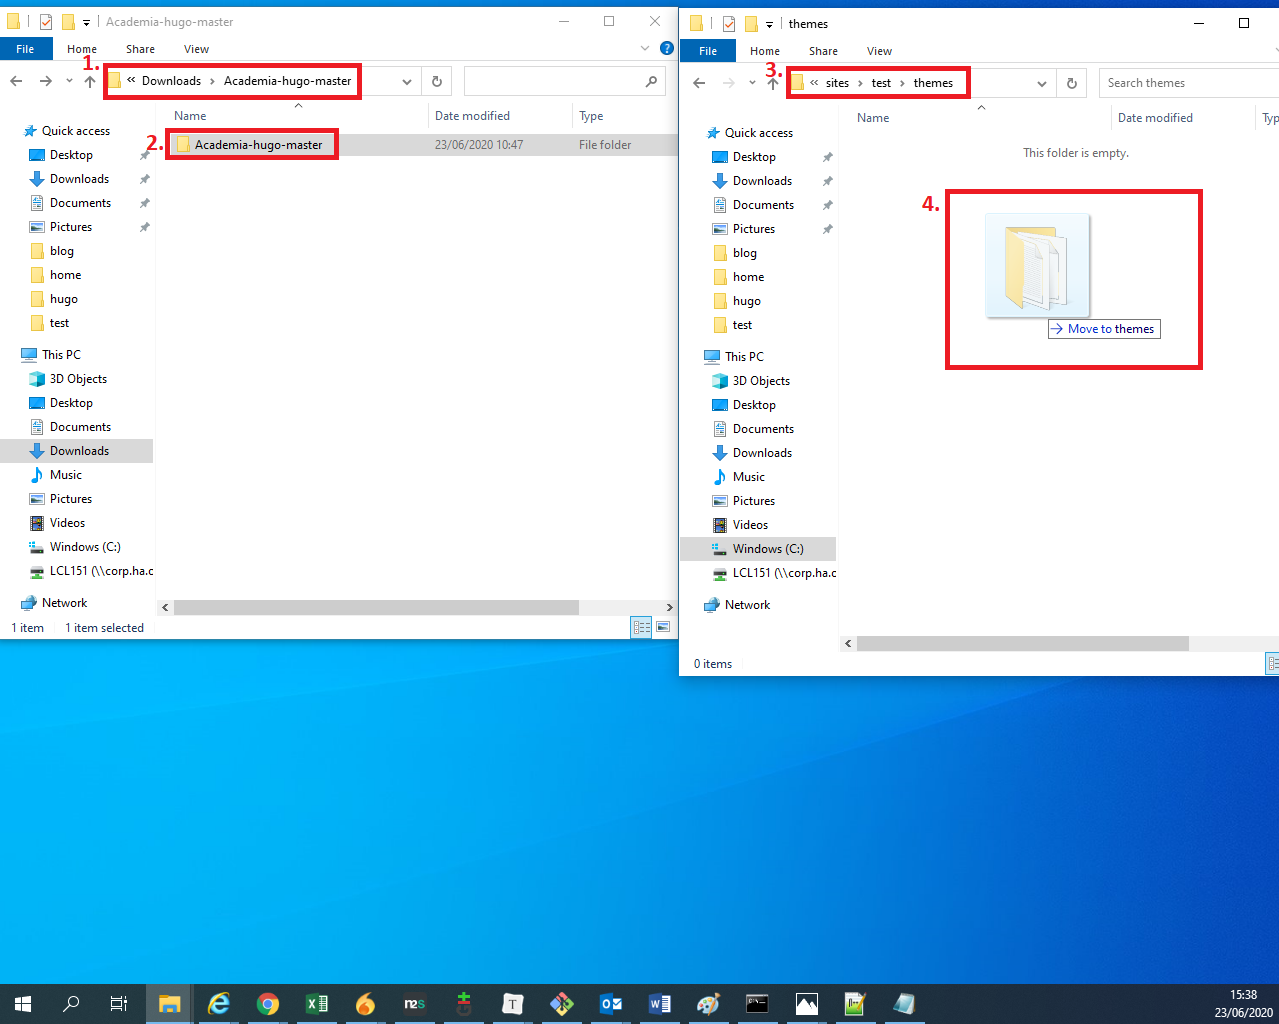 Academia-hugo-master
File Home Share View
1.
« Downloads > Academia-hugo-master
Name Date modified Type
2.
Academia-hugo-master 23/06/2020 10:47 File folder
Quick access
Desktop
Downloads
Documents
Pictures
blog
home
hugo
test
This PC
3D Objects
Desktop
Documents
Downloads
Music
Pictures
Videos
Windows (C:)
LCL151 (\\corp.ha.c
Network
1 item 1 item selected
themes
File Home Share View
3.
« sites > test > themes
Search themes
Name Date modified Typ
This folder is empty.
4.
Move to themes
Quick access
Desktop
Downloads
Documents
Pictures
blog
home
hugo
test
This PC
3D Objects
Desktop
Documents
Downloads
Music
Pictures
Videos
Windows (C:)
LCL151 (\\corp.ha.c
Network
0 items
n2s
T
15:38
23/06/2020